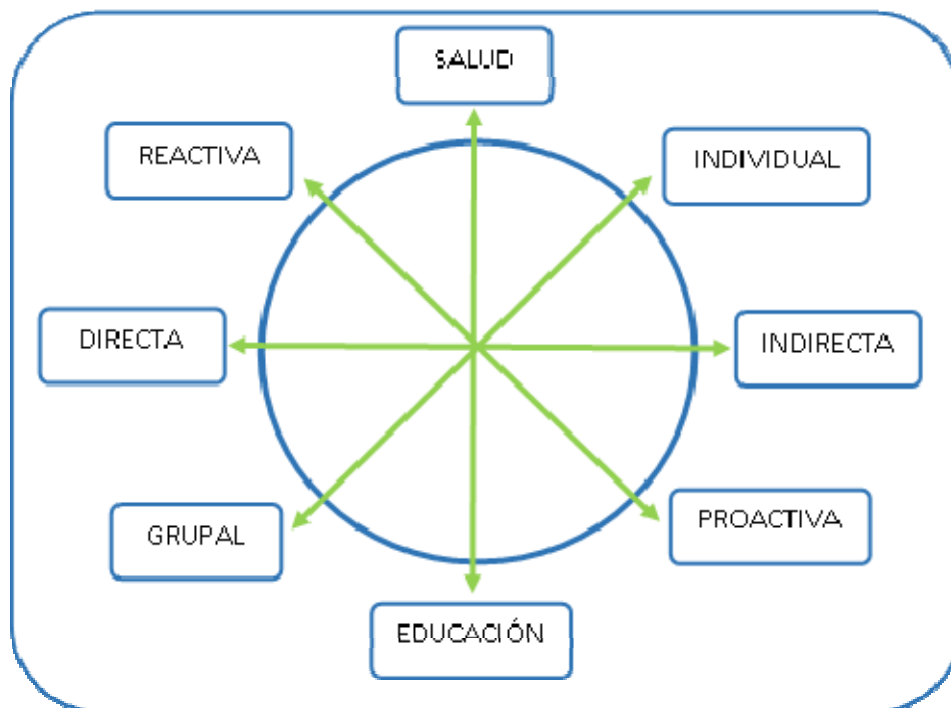 SALUD
REACTIVA
INDIVIDUAL
DIRECTA
INDIRECTA
GRUPAL
PROACTIVA
EDUCACIÓN